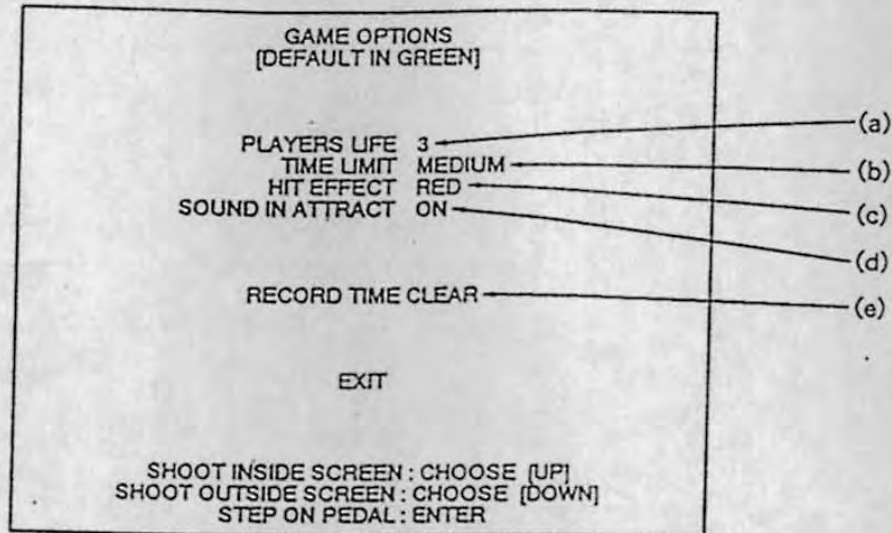 GAME OPTIONS
[DEFAULT IN GREEN]
PLAYERS LIFE 3 (a)
TIME LIMIT MEDIUM (b)
HIT EFFECT RED (c)
SOUND IN ATTRACT ON (d)
RECORD TIME CLEAR (e)
EXIT
SHOOT INSIDE SCREEN : CHOOSE [UP]
SHOOT OUTSIDE SCREEN : CHOOSE [DOWN]
STEP ON PEDAL : ENTER